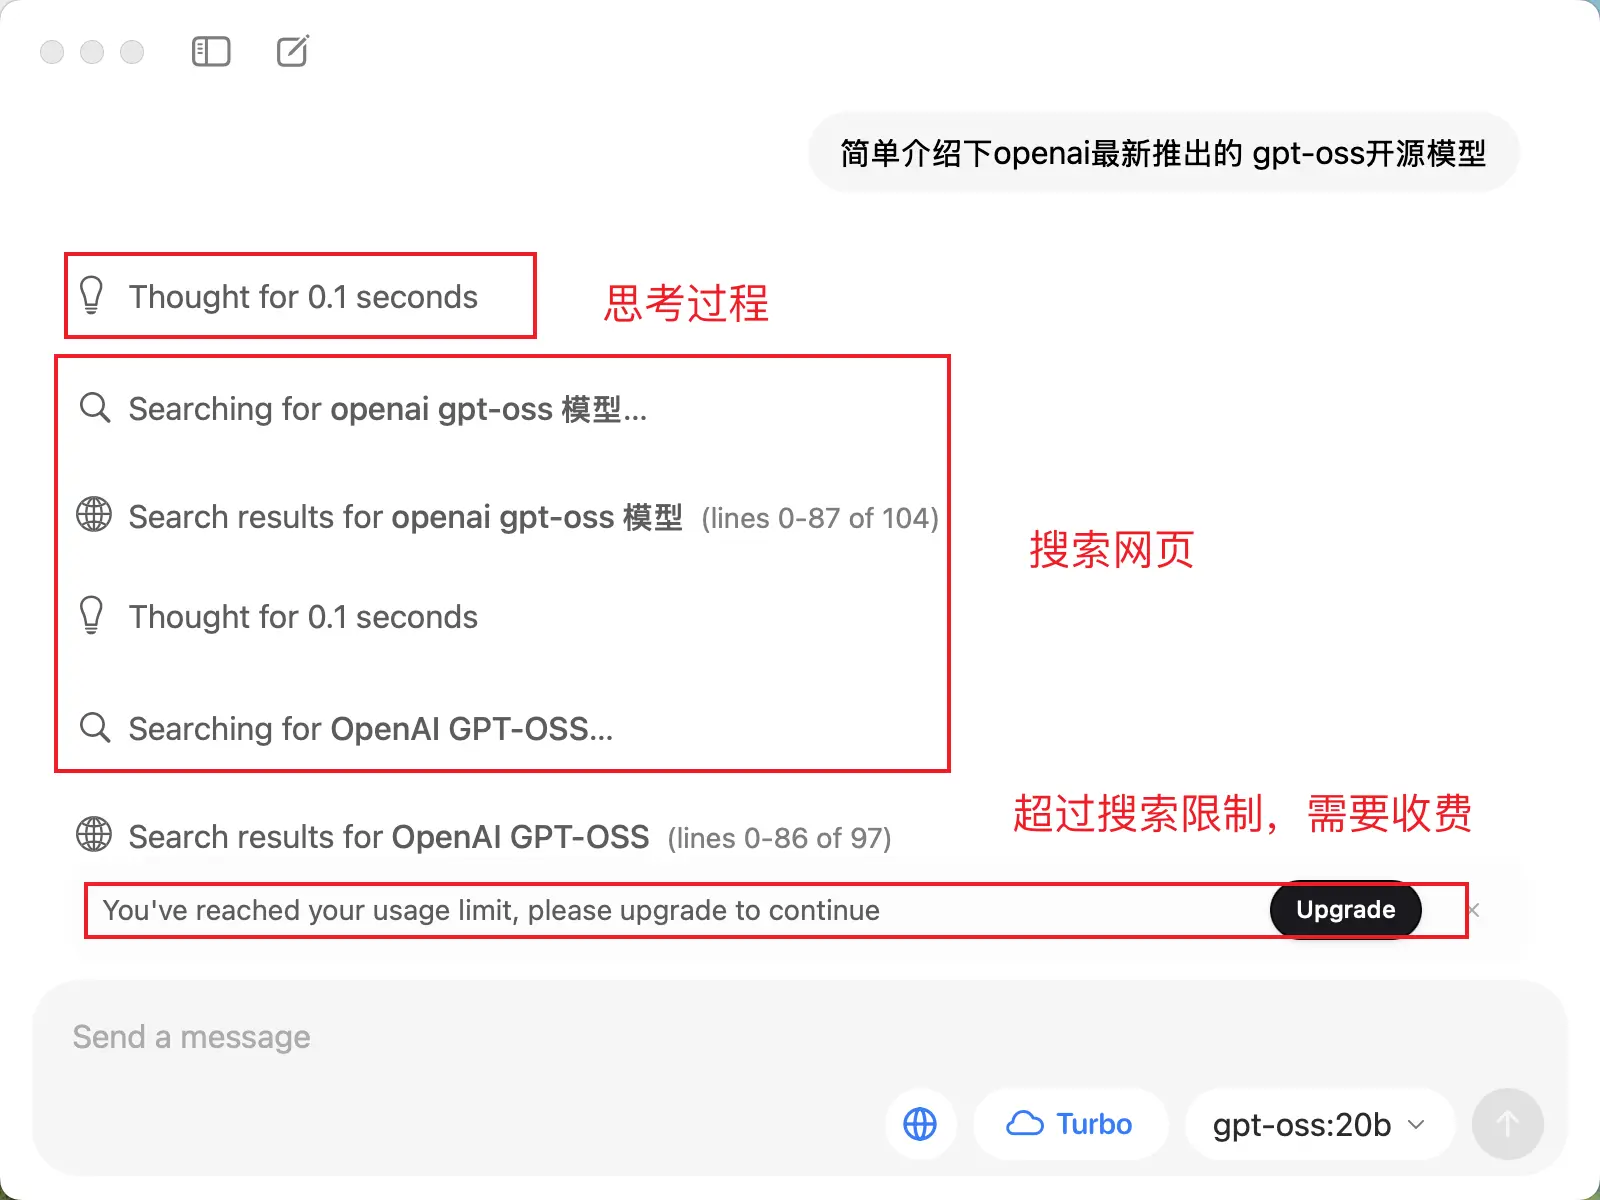 简单介绍下openai最新推出的 gpt-oss开源模型
Thought for 0.1 seconds
思考过程
Searching for openai gpt-oss 模型...
Search results for openai gpt-oss 模型 (lines 0-87 of 104)
搜索网页
Thought for 0.1 seconds
Searching for OpenAI GPT-OSS...
超过搜索限制，需要收费
Search results for OpenAI GPT-OSS (lines 0-86 of 97)
You've reached your usage limit, please upgrade to continue
Upgrade
Send a message
Turbo
gpt-oss:20b